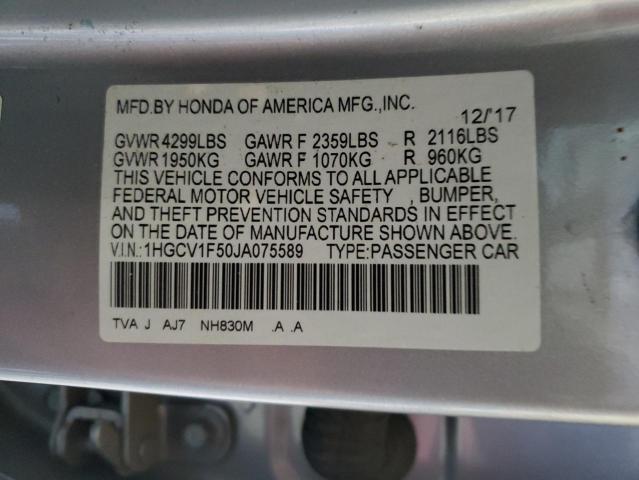 MFD.BY HONDA OF AMERICA MFG.,INC. 12/'17
GVWR 4299LBS GAWR F 2359LBS R 2116LBS
GVWR 1950KG GAWR F 1070KG R 960KG
THIS VEHICLE CONFORMS TO ALL APPLICABLE
FEDERAL MOTOR VEHICLE SAFETY , BUMPER,
AND THEFT PREVENTION STANDARDS IN EFFECT
ON THE DATE OF MANUFACTURE SHOWN ABOVE.
V.I.N.:1HGCV1F50JA075589 TYPE:PASSENGER CAR
TVA J AJ7 NH830M .A .A